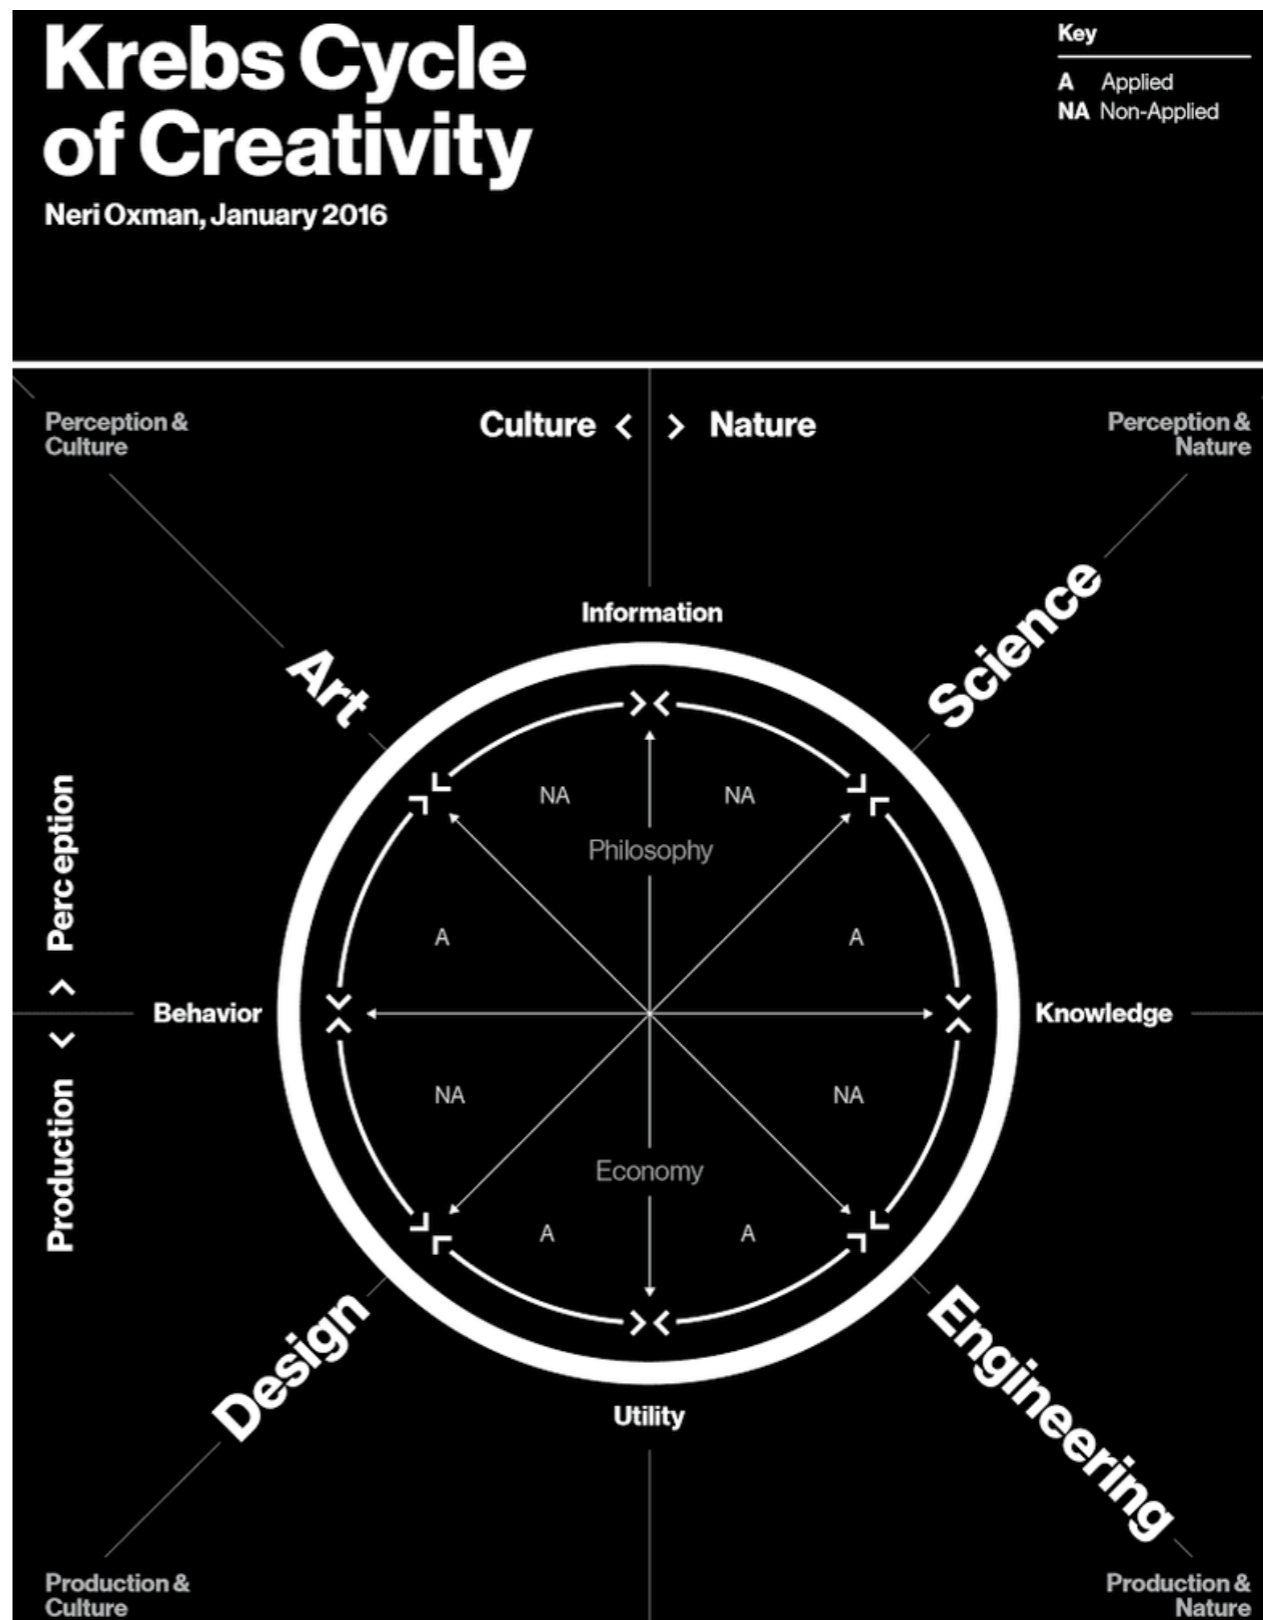 Krebs Cycle
of Creativity
Neri Oxman, January 2016
Key
A Applied
NA Non-Applied
Perception &
Culture
Culture < > Nature
Perception &
Nature
Information
Art
Science
NA
NA
Philosophy
Perception
A
A
Behavior
Knowledge
Production
NA
NA
Economy
A
A
Design
Engineering
Utility
Production &
Culture
Production &
Nature